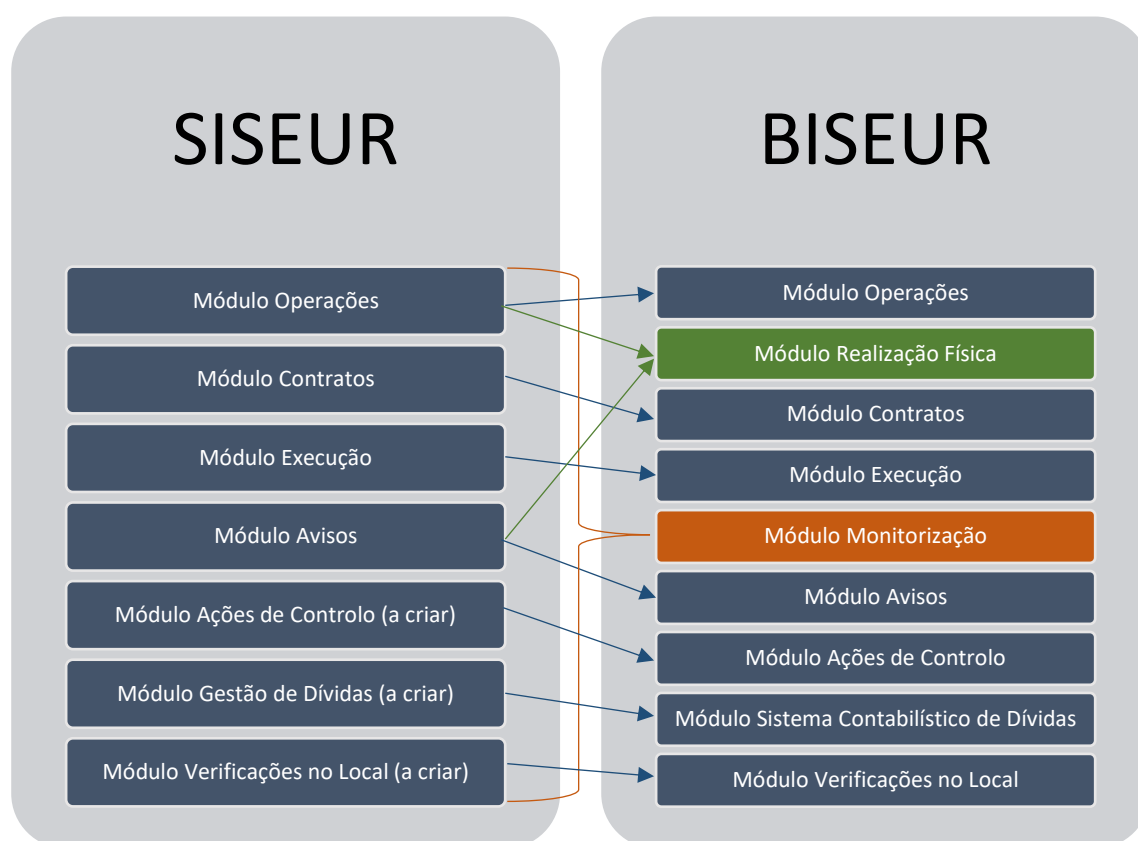 SISEUR
Módulo Operações
Módulo Contratos
Módulo Execução
Módulo Avisos
Módulo Ações de Controlo (a criar)
Módulo Gestão de Dívidas (a criar)
Módulo Verificações no Local (a criar)
BISEUR
Módulo Operações
Módulo Realização Física
Módulo Contratos
Módulo Execução
Módulo Monitorização
Módulo Avisos
Módulo Ações de Controlo
Módulo Sistema Contabilístico de Dívidas
Módulo Verificações no Local